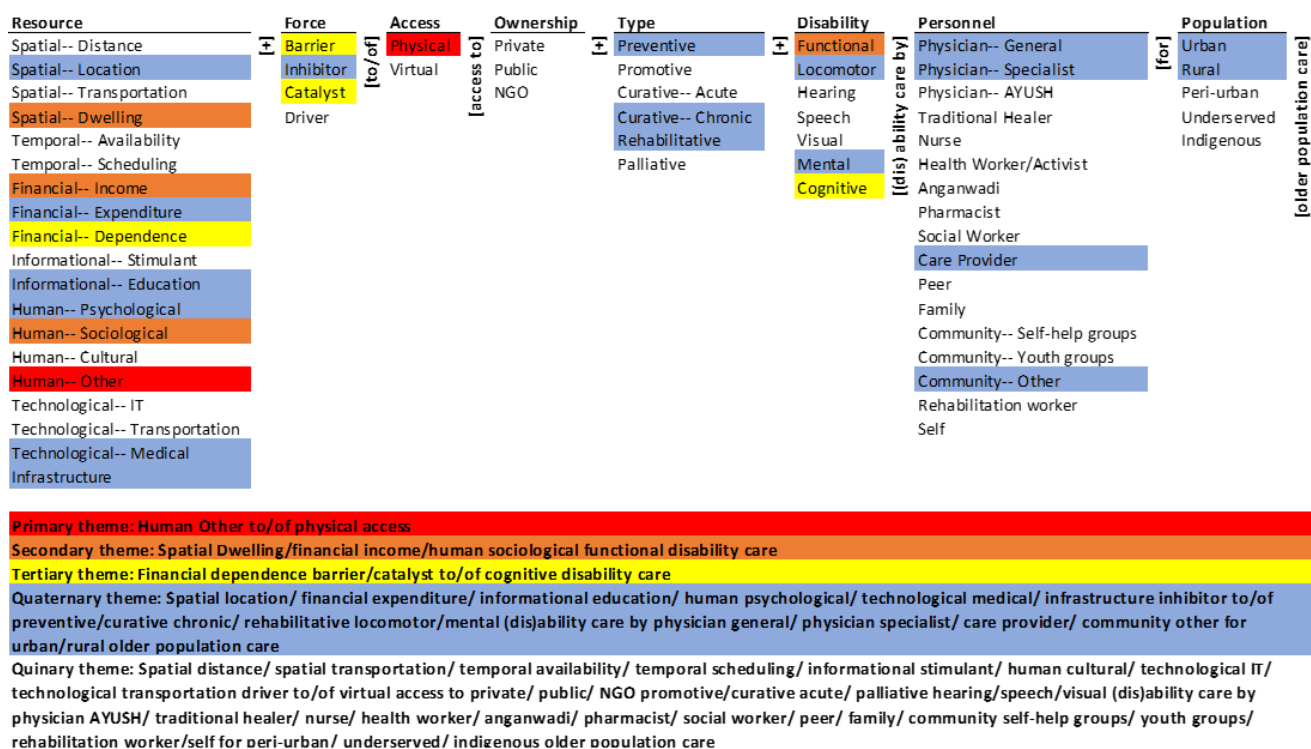 Resource
Spatial-- Distance
Spatial-- Location
Spatial-- Transportation
Spatial-- Dwelling
Temporal-- Availability
Temporal-- Scheduling
Financial-- Income
Financial-- Expenditure
Financial-- Dependence
Informational-- Stimulant
Informational-- Education
Human-- Psychological
Human-- Sociological
Human-- Cultural
Human-- Other
Technological-- IT
Technological-- Transportation
Technological-- Medical
Infrastructure
[+]
Force
Barrier
Inhibitor
Catalyst
Driver
[to/of]
Access
Physical
Virtual
[access to]
Ownership
Private
Public
NGO
[+]
Type
Preventive
Promotive
Curative-- Acute
Curative-- Chronic
Rehabilitative
Palliative
[+]
Disability
Functional
Locomotor
Hearing
Speech
Visual
Mental
Cognitive
[(dis) ability care by]
Personnel
Physician-- General
Physician-- Specialist
Physician-- AYUSH
Traditional Healer
Nurse
Health Worker/Activist
Anganwadi
Pharmacist
Social Worker
Care Provider
Peer
Family
Community-- Self-help groups
Community-- Youth groups
Community-- Other
Rehabilitation worker
Self
[for]
Population
Urban
Rural
Peri-urban
Underserved
Indigenous
[older population care]
Primary theme: Human Other to/of physical access
Secondary theme: Spatial Dwelling/financial income/human sociological functional disability care
Tertiary theme: Financial dependence barrier/catalyst to/of cognitive disability care
Quaternary theme: Spatial location/ financial expenditure/ informational education/ human psychological/ technological medical/ infrastructure inhibitor to/of
preventive/curative chronic/ rehabilitative locomotor/mental (dis)ability care by physician general/ physician specialist/ care provider/ community other for
urban/rural older population care
Quinary theme: Spatial distance/ spatial transportation/ temporal availability/ temporal scheduling/ informational stimulant/ human cultural/ technological IT/
technological transportation driver to/of virtual access to private/ public/ NGO promotive/curative acute/ palliative hearing/speech/visual (dis)ability care by
physician AYUSH/ traditional healer/ nurse/ health worker/ anganwadi/ pharmacist/ social worker/ peer/ family/ community self-help groups/ youth groups/
rehabilitation worker/self for peri-urban/ underserved/ indigenous older population care